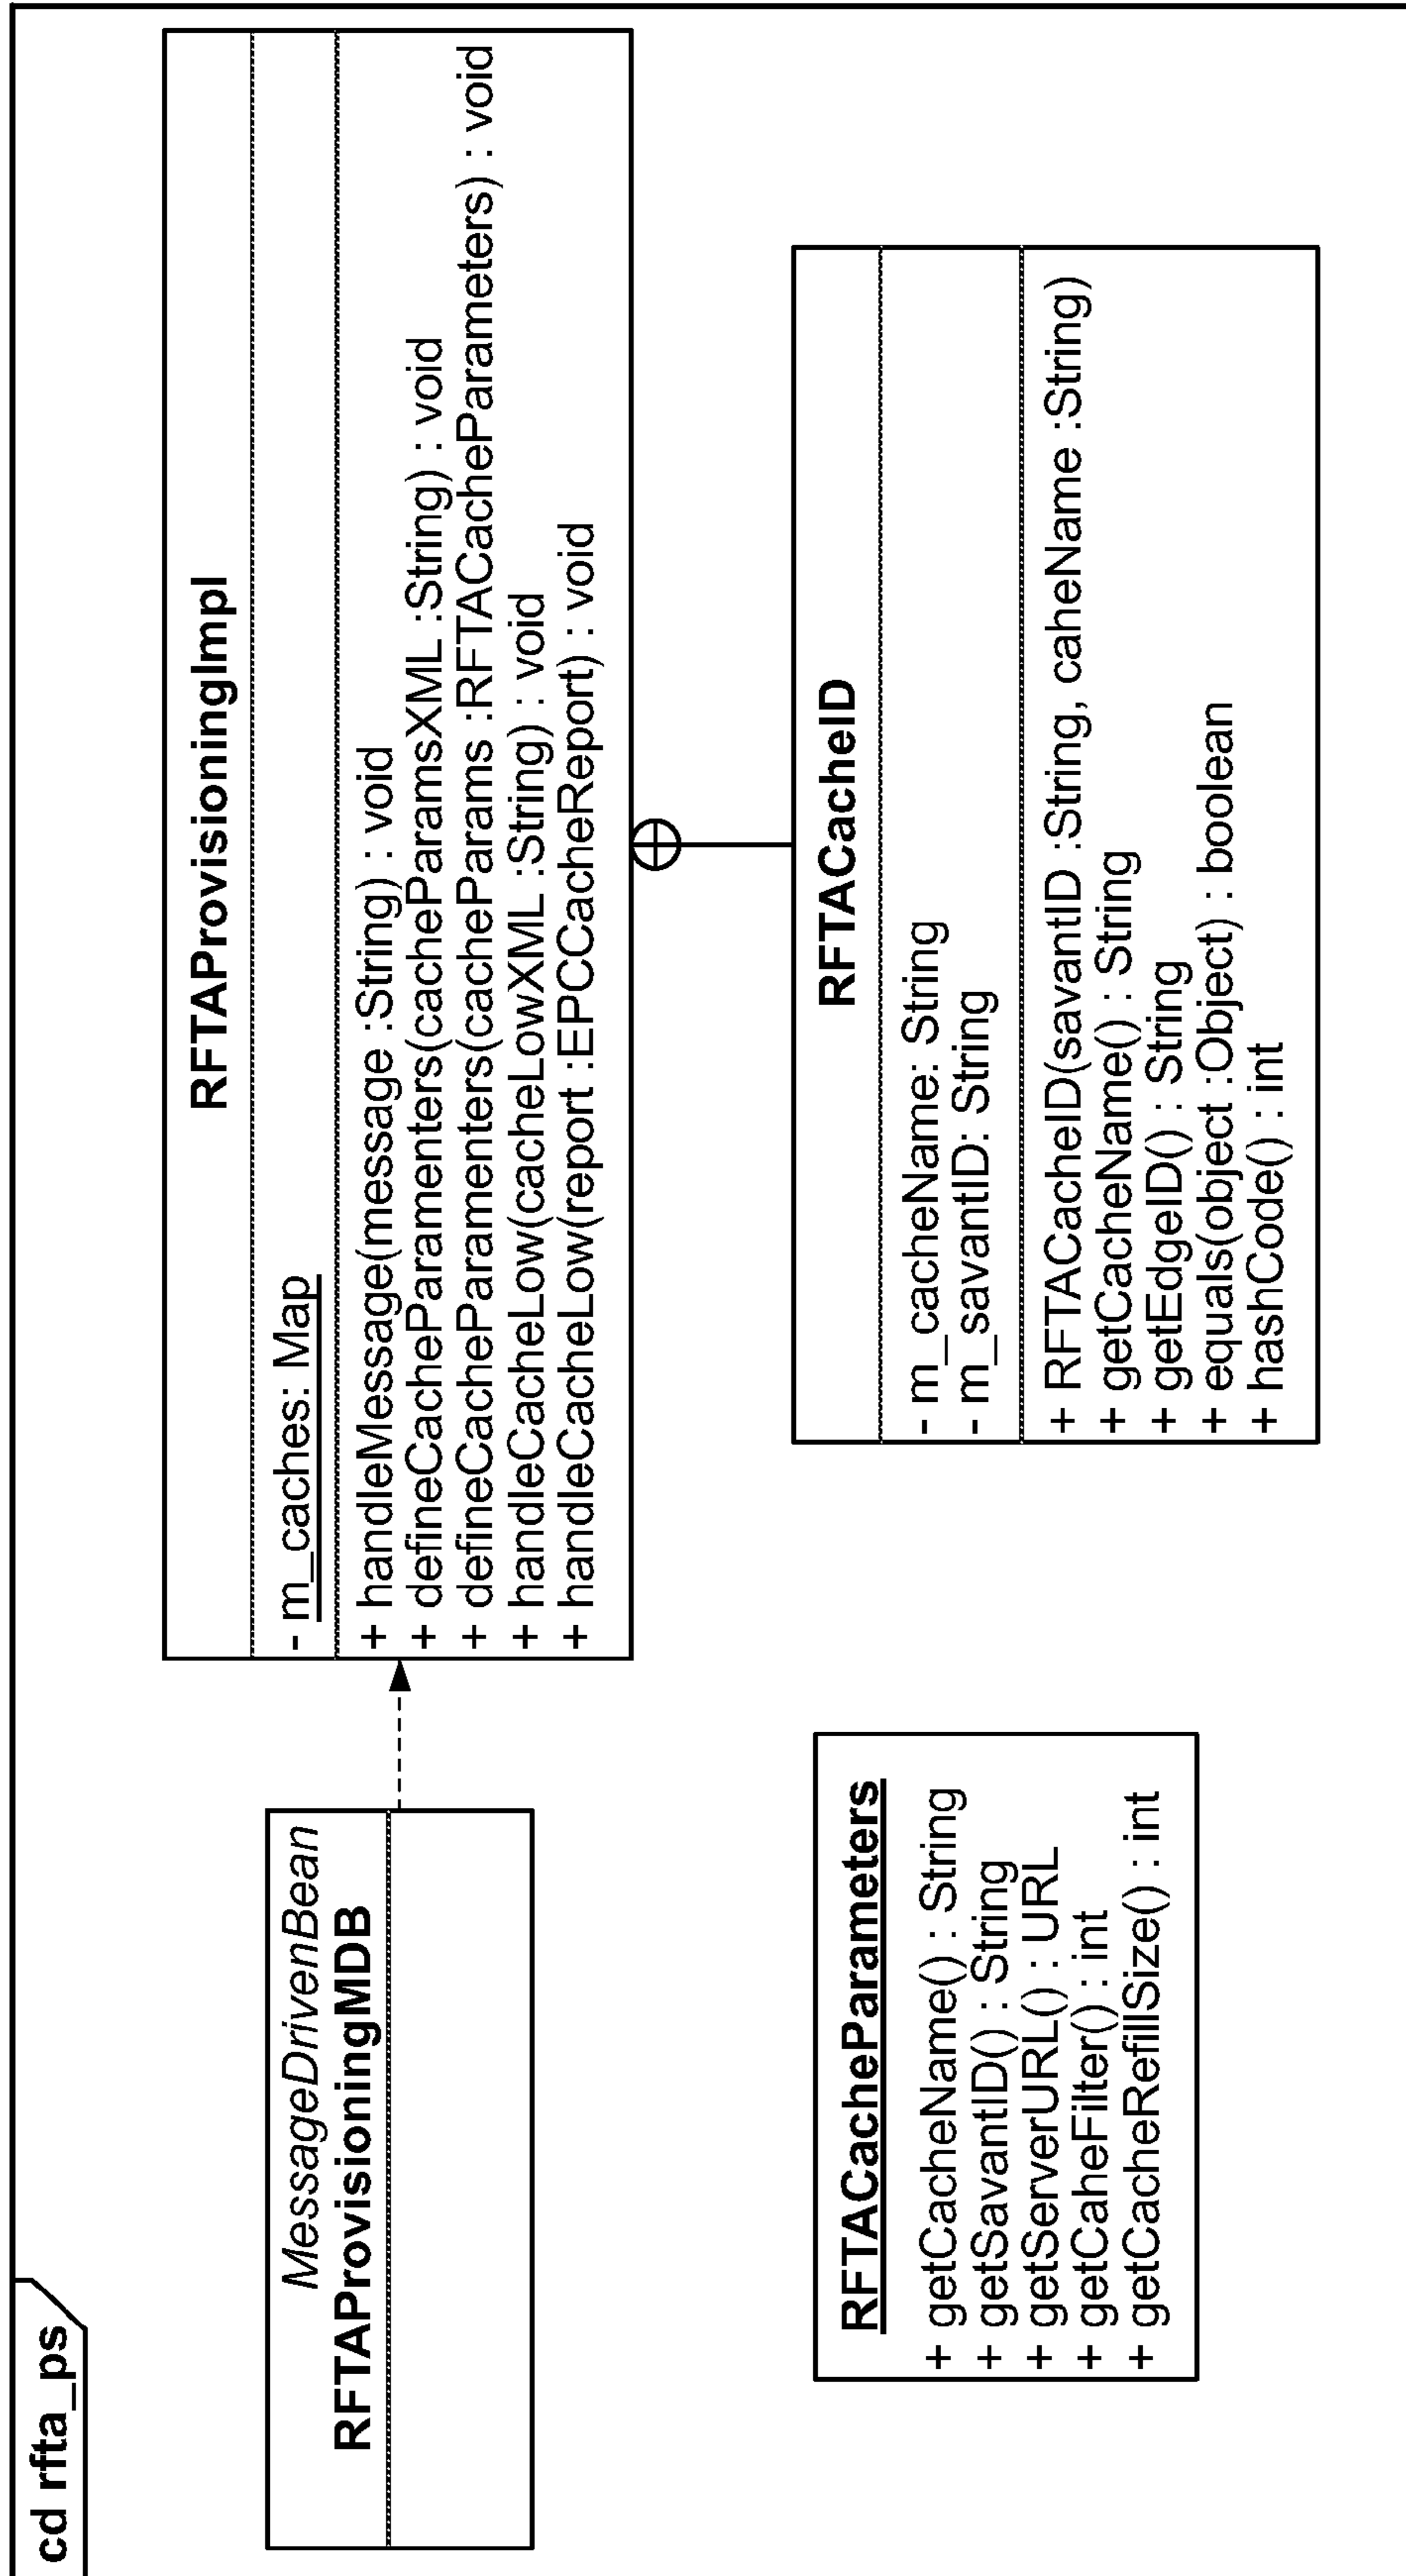 cd rfta_ps
MessageDrivenBean
RFTAProvisioningMDB
RFTAProvisioningImpl
- m_caches: Map
+ handleMessage(message :String) : void
+ defineCacheParamenters(cacheParamsXML :String) : void
+ defineCacheParamenters(cacheParams :RFTACacheParameters) : void
+ handleCacheLow(cacheLowXML :String) : void
+ handleCacheLow(report :EPCCacheReport) : void
RFTACacheParameters
+ getCacheName() : String
+ getSavantID() : String
+ getServerURL() : URL
+ getCaheFilter() : int
+ getCacheRefillSize() : int
RFTACacheID
- m_cacheName: String
- m_savantID: String
+ RFTACacheID(savantID :String, caheName :String)
+ getCacheName() : String
+ getEdgeID() : String
+ equals(object :Object) : boolean
+ hashCode() : int